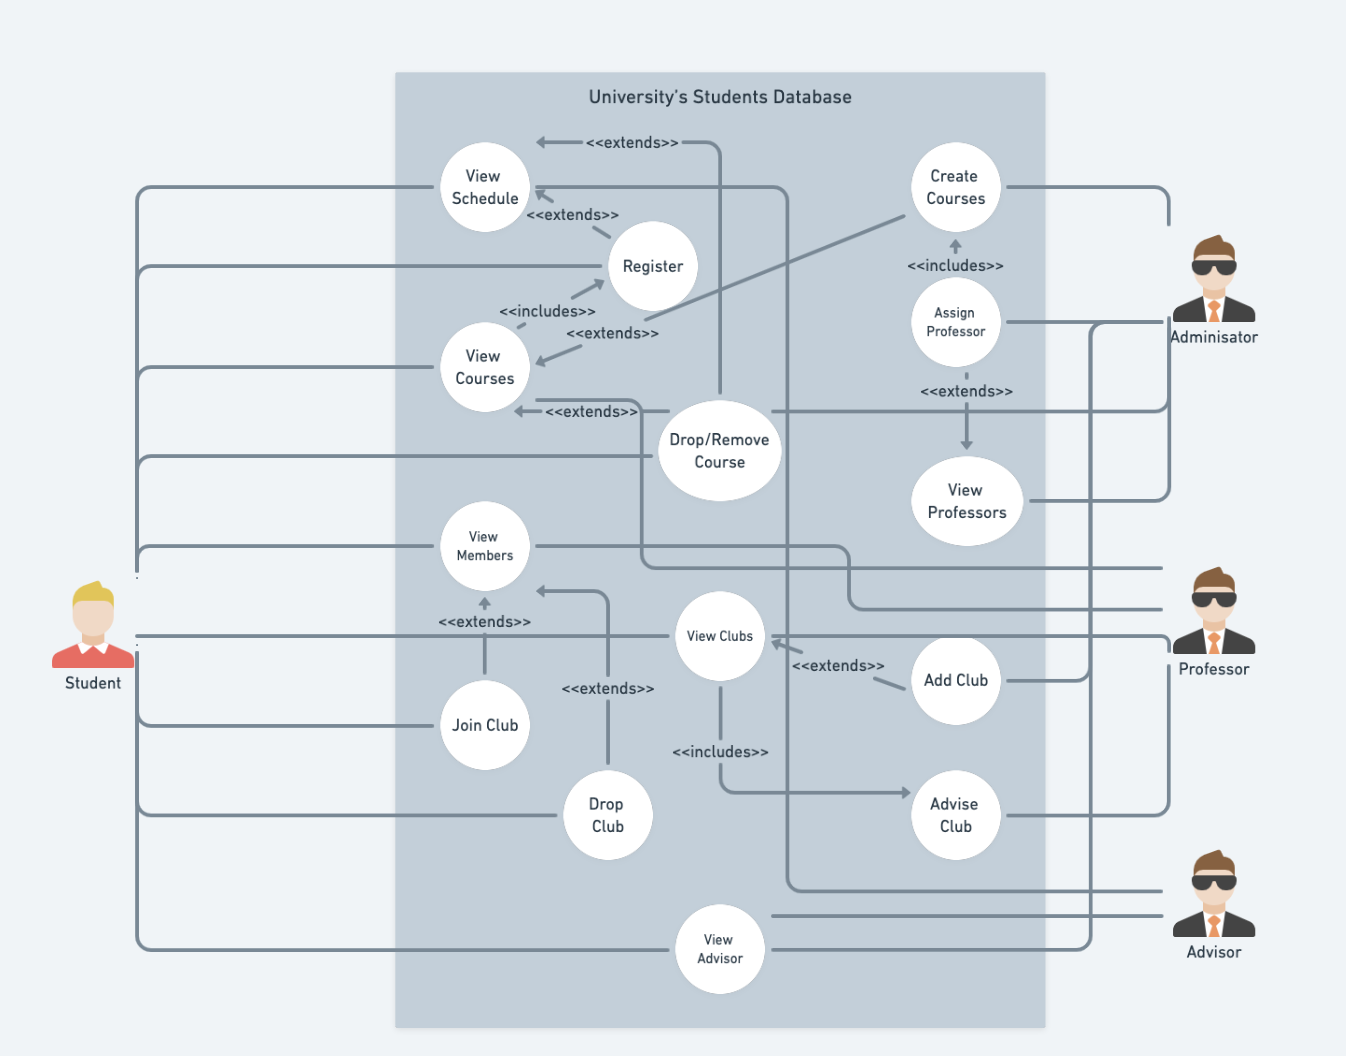 University's Students Database
<<extends>>
View
Schedule
Create
Courses
<<extends>>
Register
<<includes>>
<<includes>>
<<extends>>
Assign
Professor
Adminisator
View
Courses
<<extends>>
<<extends>>
Drop/Remove
Course
View
Professors
View
Members
<<extends>>
View Clubs
<<extends>>
Add Club
Professor
Student
<<extends>>
Join Club
<<includes>>
Drop
Club
Advise
Club
View
Advisor
Advisor